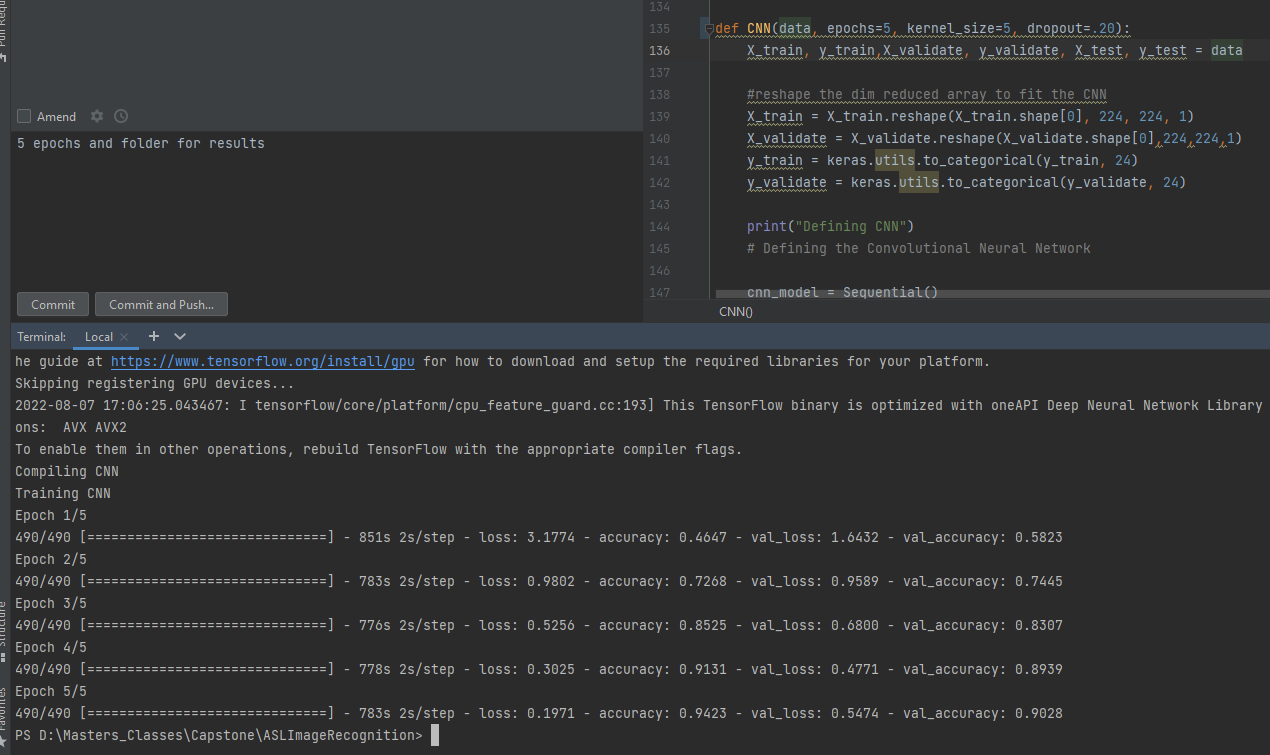 Pull Requ
Amend
5 epochs and folder for results
Commit
Commit and Push...
134
135 def CNN(data, epochs=5, kernel_size=5, dropout=.20):
136 X_train, y_train,X_validate, y_validate, X_test, y_test = data
137
138 #reshape the dim reduced array to fit the CNN
139 X_train = X_train.reshape(X_train.shape[0], 224, 224, 1)
140 X_validate = X_validate.reshape(X_validate.shape[0],224,224,1)
141 y_train = keras.utils.to_categorical(y_train, 24)
142 y_validate = keras.utils.to_categorical(y_validate, 24)
143
144 print("Defining CNN")
145 # Defining the Convolutional Neural Network
146
147 cnn_model = Sequential()
CNN()
Terminal: Local
he guide at https://www.tensorflow.org/install/gpu for how to download and setup the required libraries for your platform.
Skipping registering GPU devices...
2022-08-07 17:06:25.043467: I tensorflow/core/platform/cpu_feature_guard.cc:193] This TensorFlow binary is optimized with oneAPI Deep Neural Network Library
ons:  AVX AVX2
To enable them in other operations, rebuild TensorFlow with the appropriate compiler flags.
Compiling CNN
Training CNN
Epoch 1/5
490/490 [==============================] - 851s 2s/step - loss: 3.1774 - accuracy: 0.4647 - val_loss: 1.6432 - val_accuracy: 0.5823
Epoch 2/5
490/490 [==============================] - 783s 2s/step - loss: 0.9802 - accuracy: 0.7268 - val_loss: 0.9589 - val_accuracy: 0.7445
Epoch 3/5
490/490 [==============================] - 776s 2s/step - loss: 0.5256 - accuracy: 0.8525 - val_loss: 0.6800 - val_accuracy: 0.8307
Epoch 4/5
490/490 [==============================] - 778s 2s/step - loss: 0.3025 - accuracy: 0.9131 - val_loss: 0.4771 - val_accuracy: 0.8939
Epoch 5/5
490/490 [==============================] - 783s 2s/step - loss: 0.1971 - accuracy: 0.9423 - val_loss: 0.5474 - val_accuracy: 0.9028
PS D:\Masters_Classes\Capstone\ASLImageRecognition>
Structure
Favorites